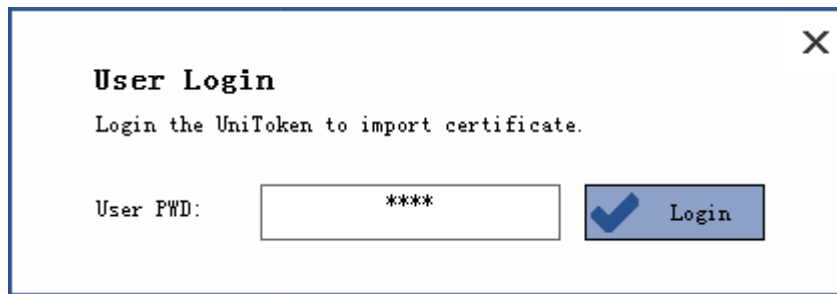 User Login
Login the UniToken to import certificate.
User PWD: **** Login